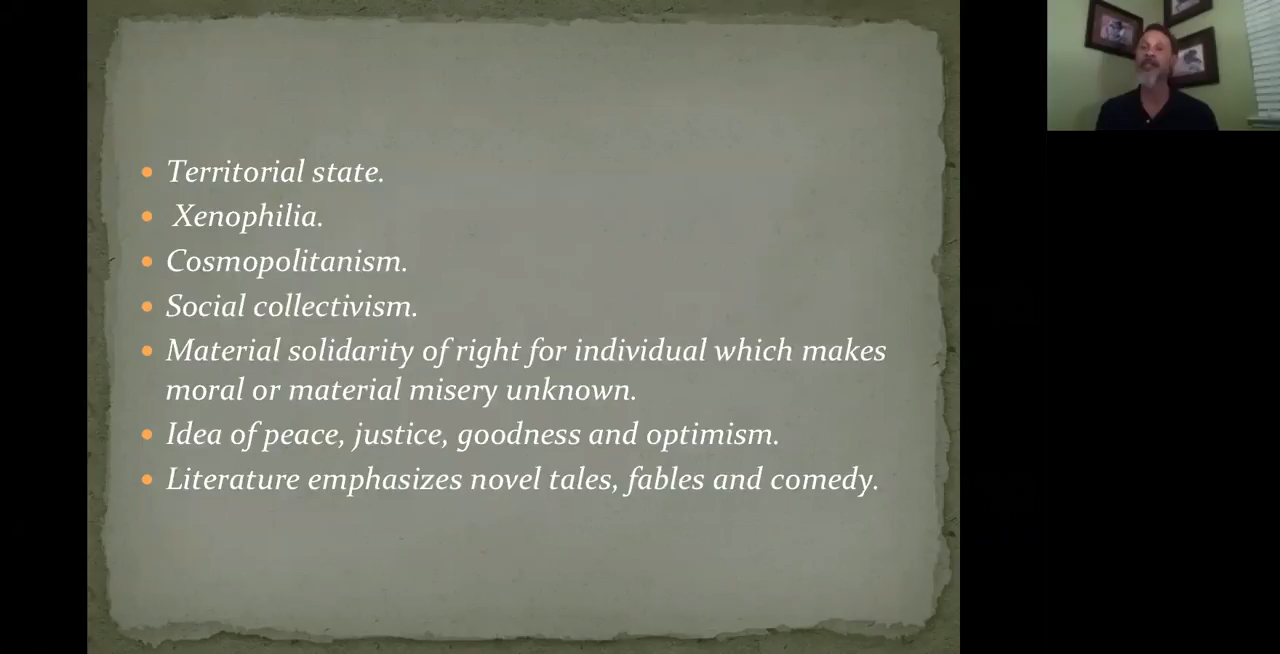 • Territorial state.
• Xenophilia.
• Cosmopolitanism.
• Social collectivism.
• Material solidarity of right for individual which makes
moral or material misery unknown.
• Idea of peace, justice, goodness and optimism.
• Literature emphasizes novel tales, fables and comedy.